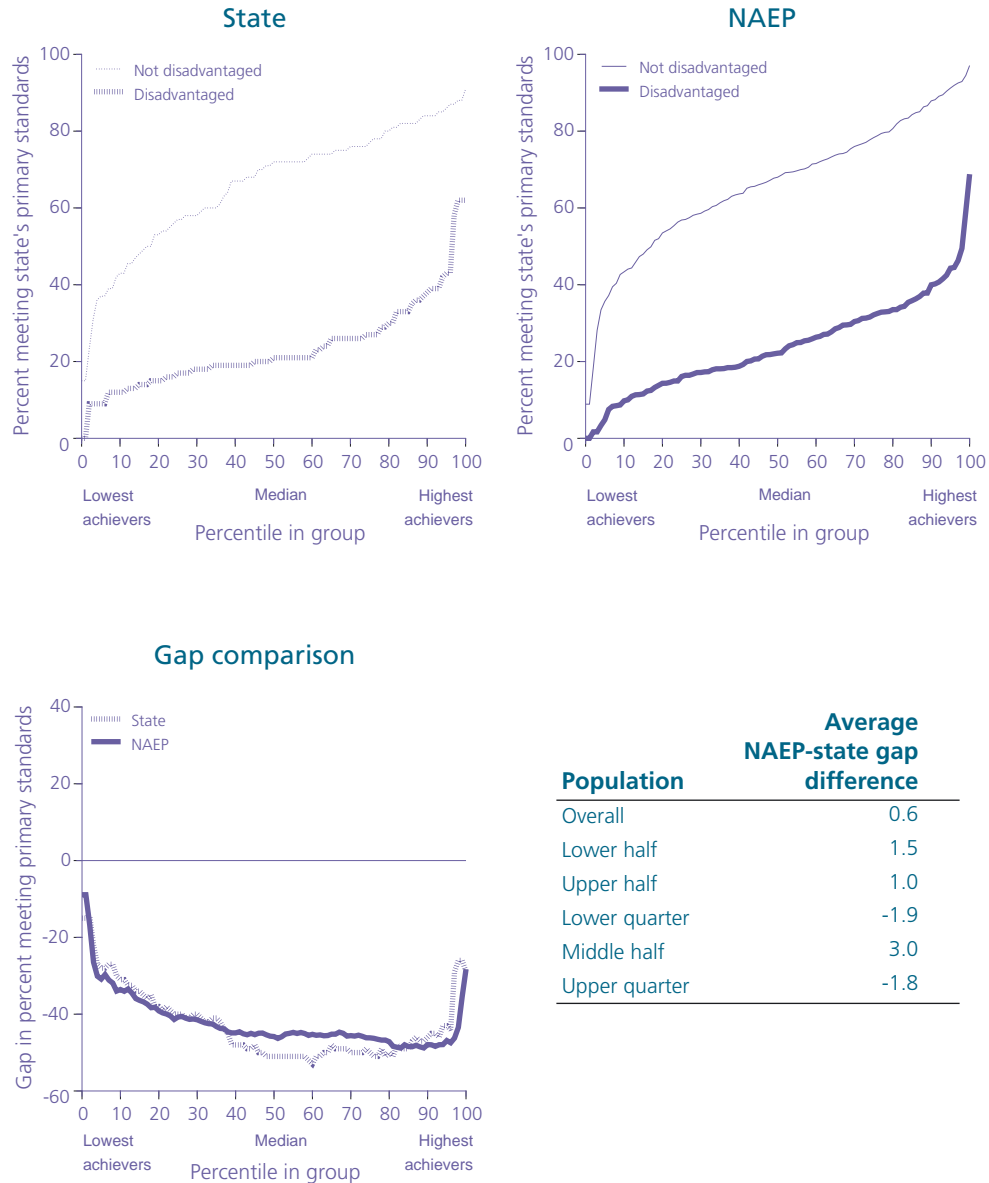 State
Percent meeting state's primary standards
100
80
60
40
20
0
Not disadvantaged
Disadvantaged
0 10 20 30 40 50 60 70 80 90 100
Lowest achievers
Median
Highest achievers
Percentile in group
NAEP
Percent meeting state's primary standards
100
80
60
40
20
0
Not disadvantaged
Disadvantaged
0 10 20 30 40 50 60 70 80 90 100
Lowest achievers
Median
Highest achievers
Percentile in group
Gap comparison
Gap in percent meeting primary standards
40
20
0
-20
-40
-60
State
NAEP
0 10 20 30 40 50 60 70 80 90 100
Lowest achievers
Median
Highest achievers
Percentile in group
Average
NAEP-state gap
Population difference
Overall 0.6
Lower half 1.5
Upper half 1.0
Lower quarter -1.9
Middle half 3.0
Upper quarter -1.8